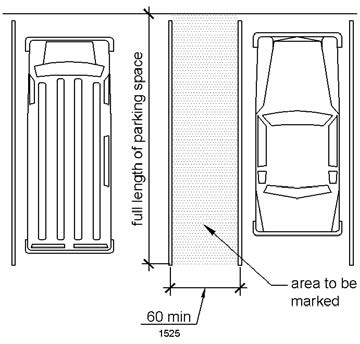 full length of parking space
area to be
marked
60 min
1525